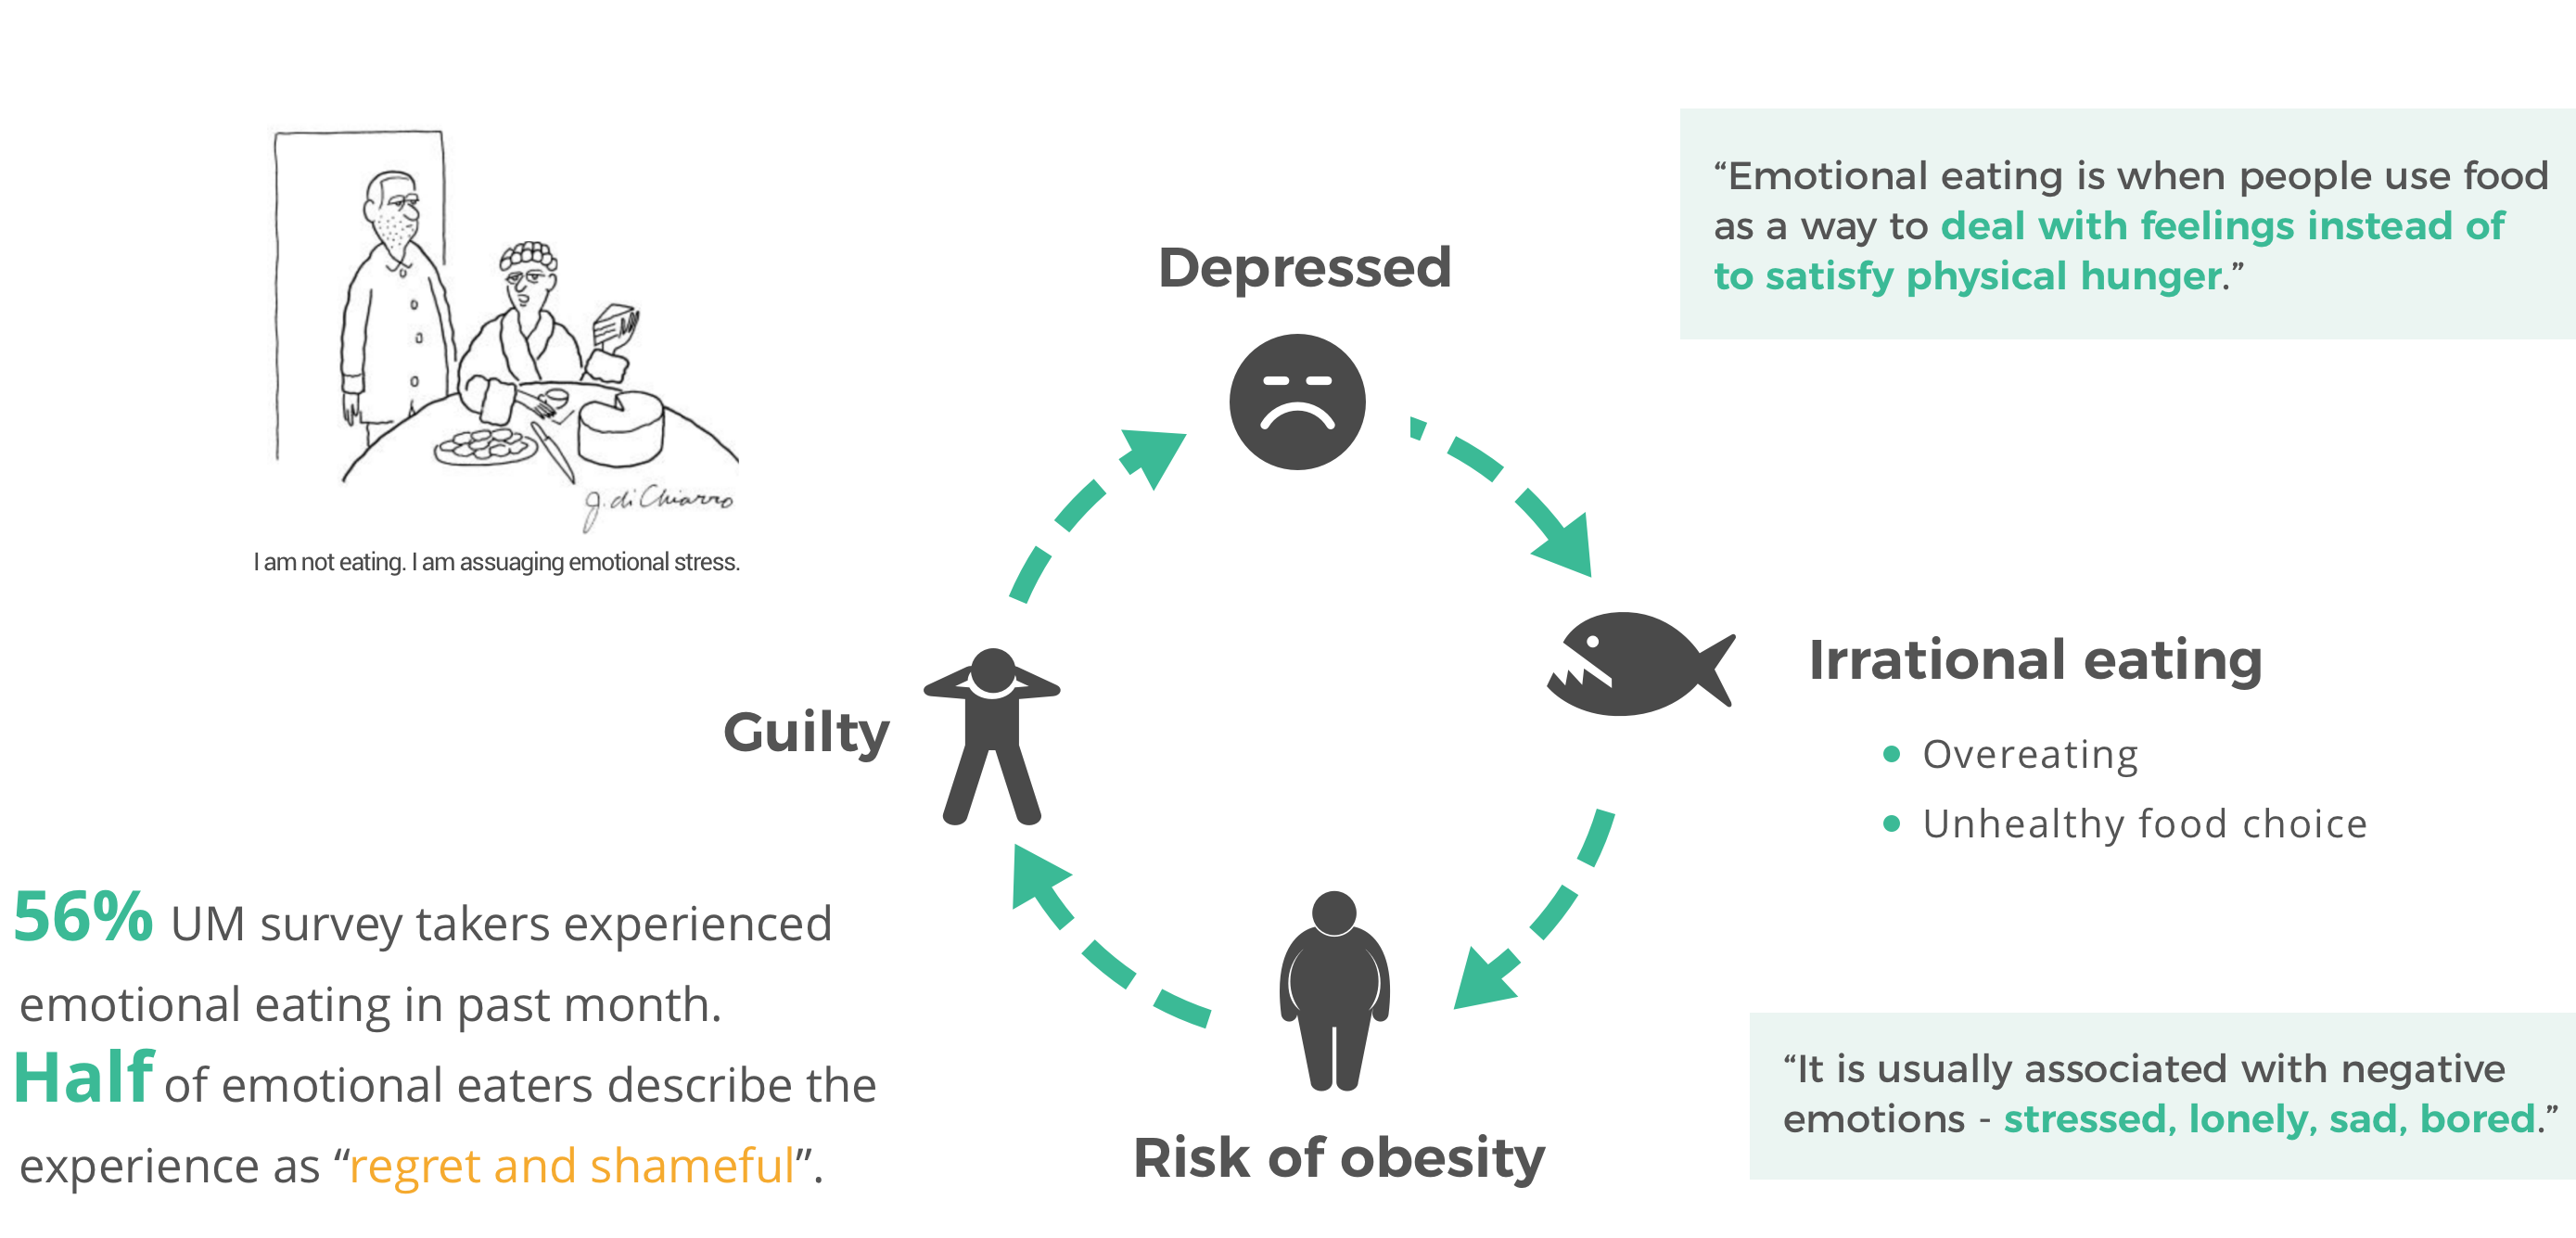 “Emotional eating is when people use food
as a way to deal with feelings instead of
to satisfy physical hunger.”
Depressed
J. di Chiarro
I am not eating. I am assuaging emotional stress.
Irrational eating
• Overeating
• Unhealthy food choice
Guilty
56% UM survey takers experienced
emotional eating in past month.
Half of emotional eaters describe the
experience as “regret and shameful”.
Risk of obesity
“It is usually associated with negative
emotions - stressed, lonely, sad, bored.”